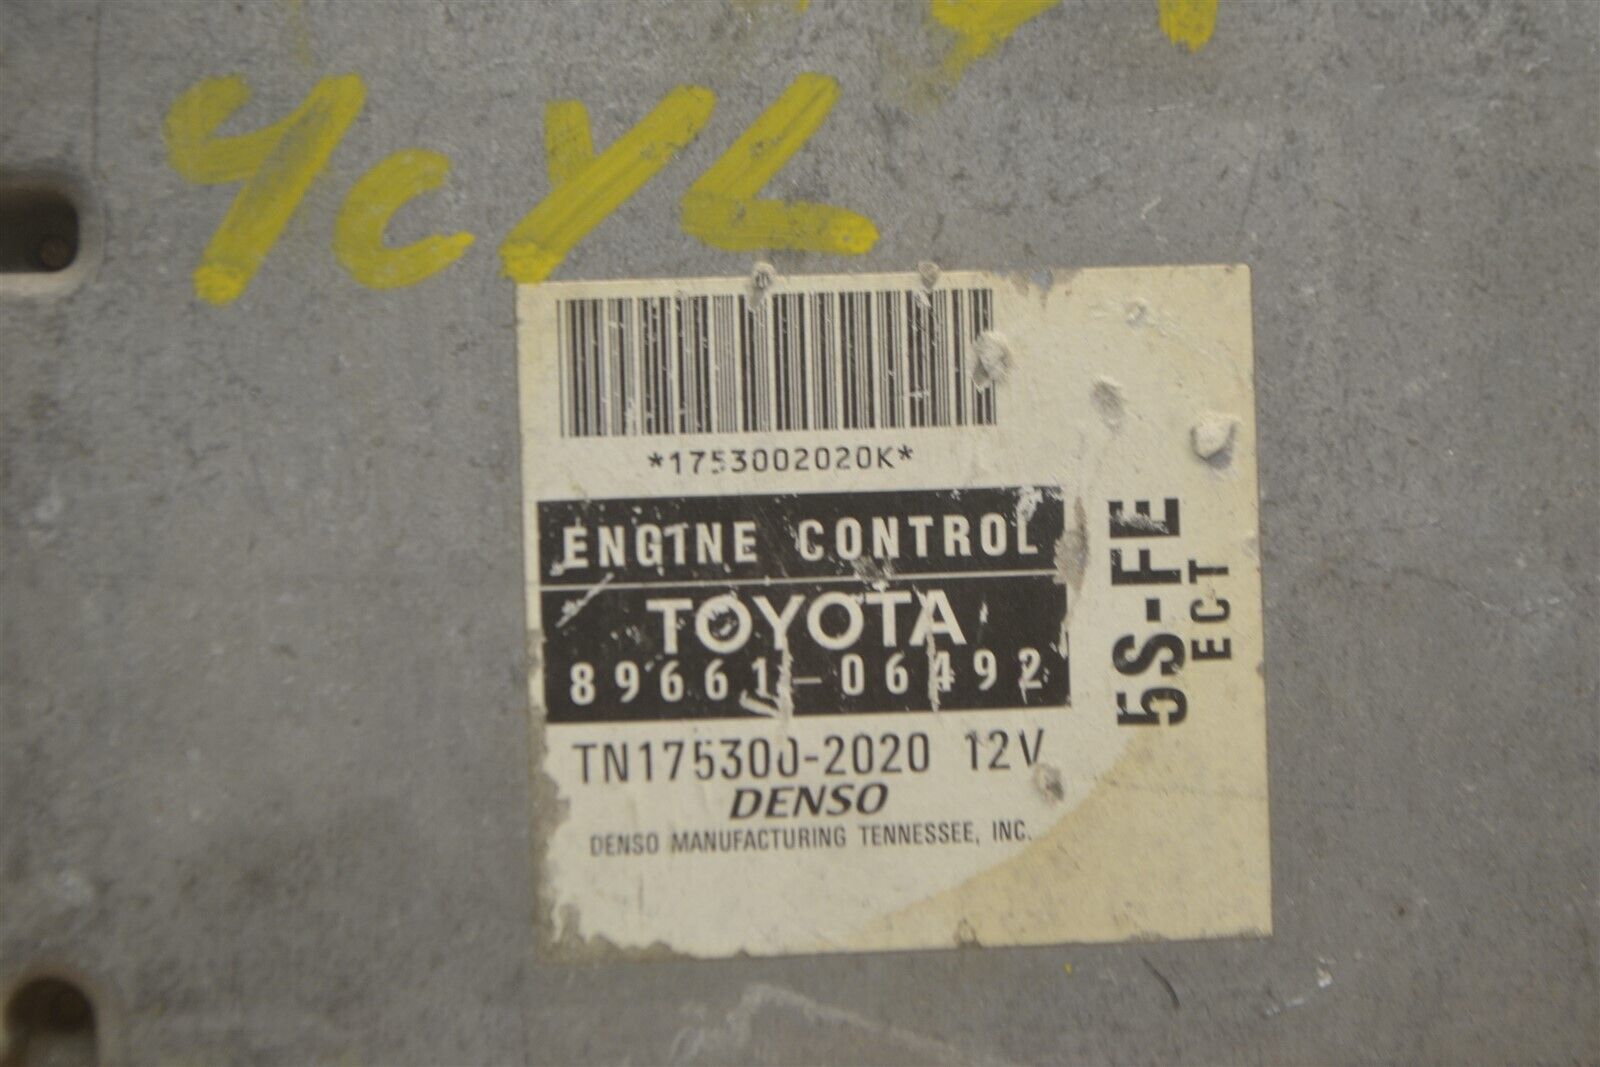 4CYL
*1753002020K*
ENGINE CONTROL
TOYOTA
89661-06492
TN175300-2020 12V
DENSO
DENSO MANUFACTURING TENNESSEE, INC.
5S-FE
ECT